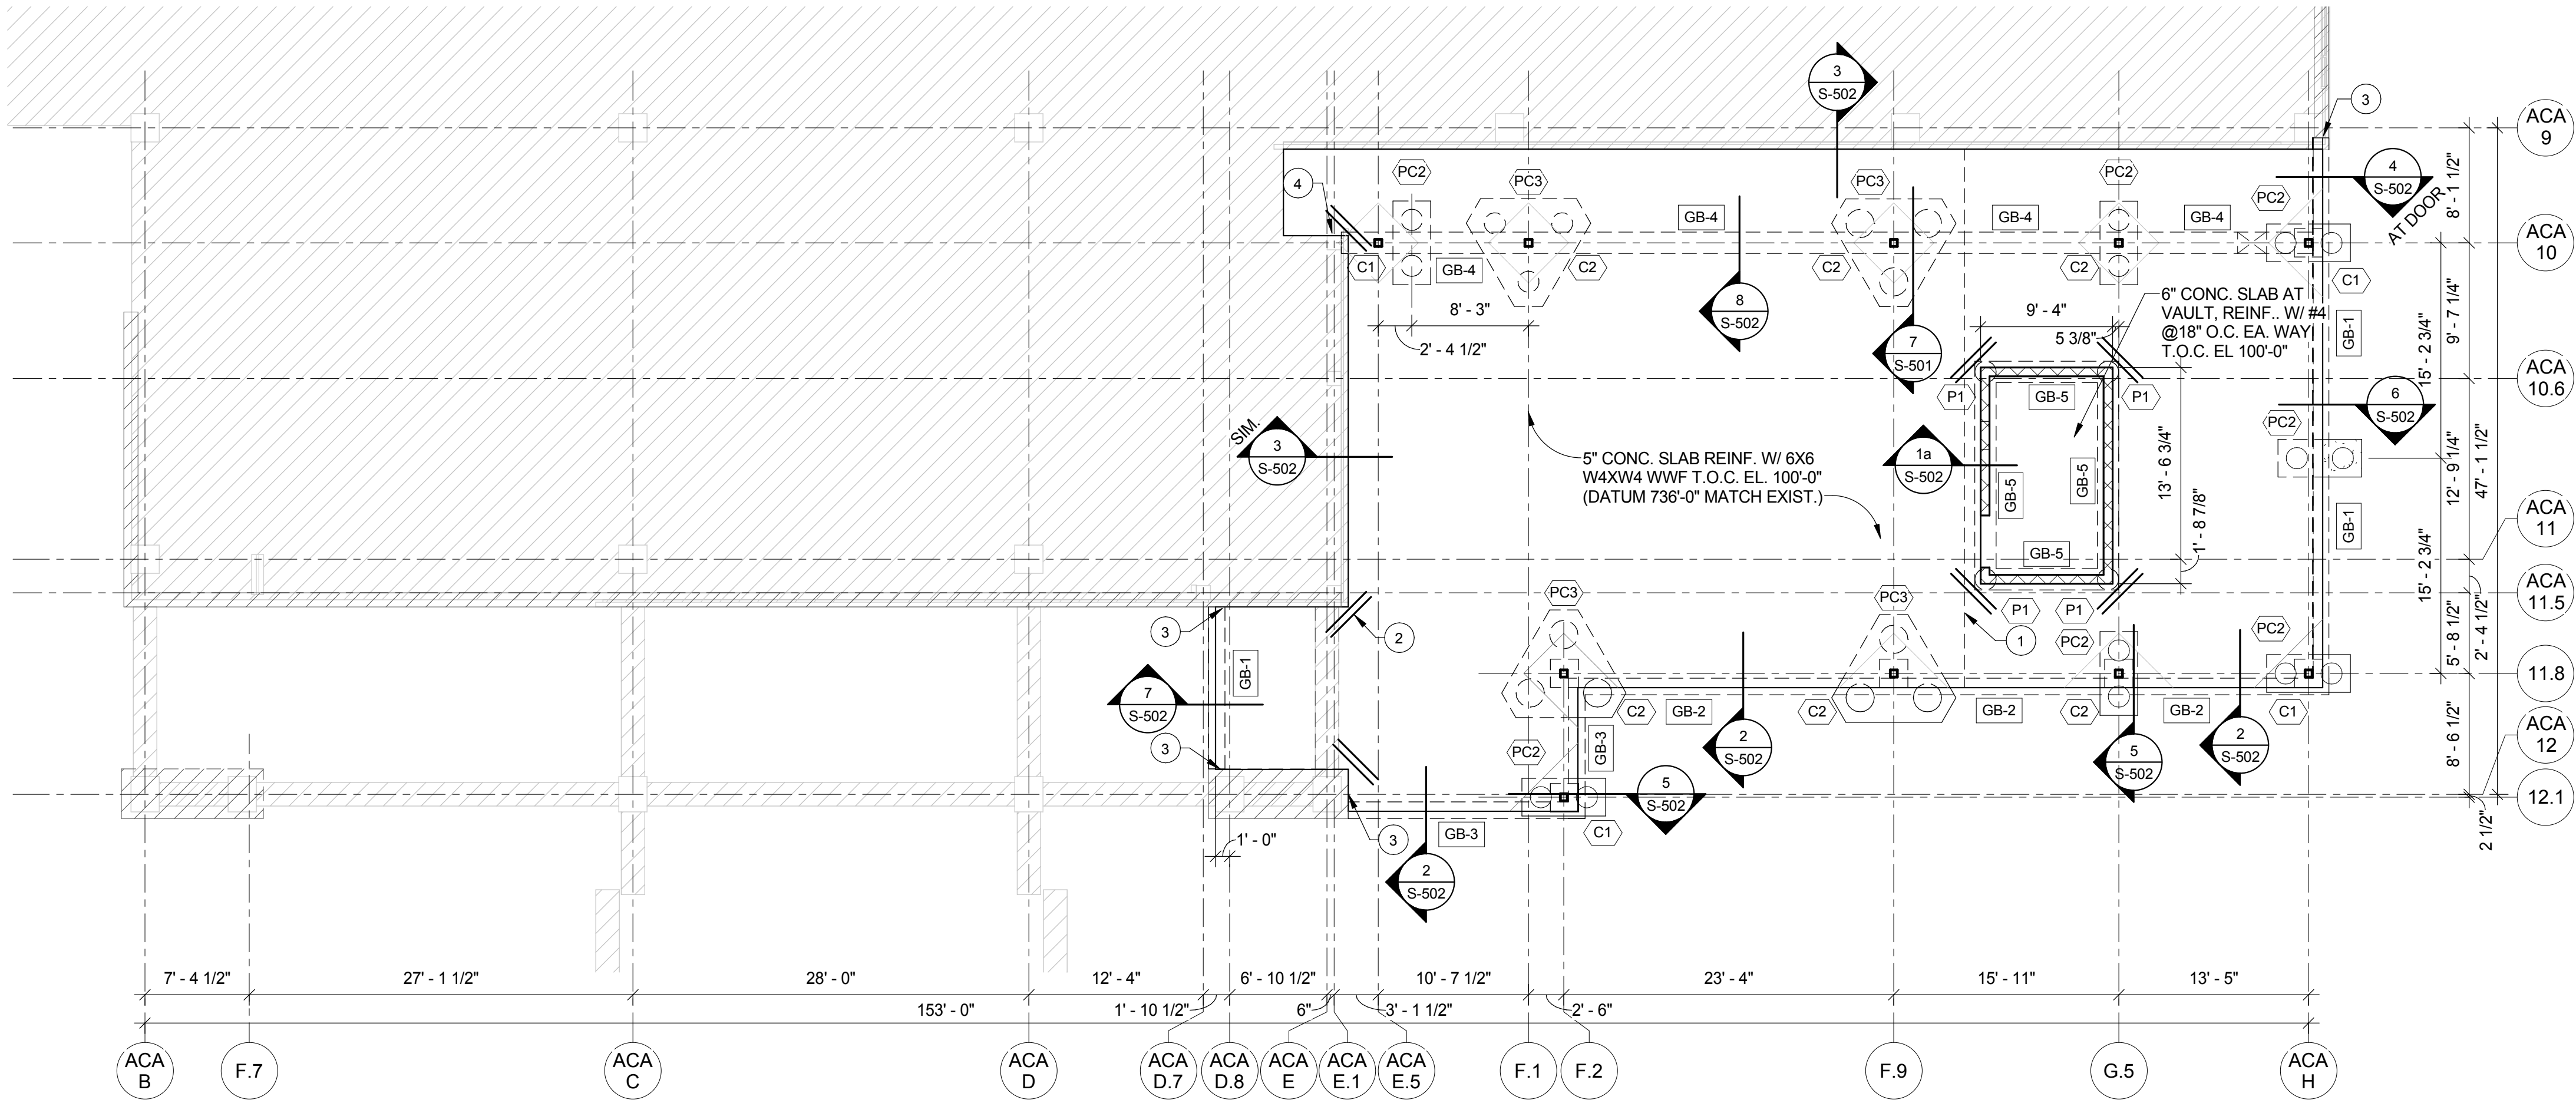 3
S-502
3
ACA
9
4
S-502
AT DOOR
8' - 1 1/2"
PC2
PC3
PC3
PC2
PC2
4
GB-4
GB-4
GB-4
ACA
10
C1
GB-4
C2
C2
C2
C1
8
S-502
8' - 3"
2' - 4 1/2"
7
S-501
9' - 4"
5 3/8"
6" CONC. SLAB AT
VAULT, REINF.. W/ #4
@18" O.C. EA. WAY
T.O.C. EL 100'-0"
GB-1
15' - 2 3/4"
9' - 7 1/4"
ACA
10.6
P1
GB-5
P1
6
S-502
PC2
SIM.
3
S-502
5" CONC. SLAB REINF. W/ 6X6
W4XW4 WWF T.O.C. EL. 100'-0"
(DATUM 736'-0" MATCH EXIST.)
1a
S-502
GB-5
GB-5
13' - 6 3/4"
1' - 8 7/8"
GB-1
12' - 9 1/4"
47' - 1 1/2"
ACA
11
GB-5
15' - 2 3/4"
ACA
11.5
PC3
PC3
P1
P1
3
2
1
PC2
PC2
5' - 8 1/2"
2' - 4 1/2"
GB-1
11.8
7
S-502
C2
GB-2
C2
GB-2
C2
GB-2
C1
3
PC2
GB-3
2
S-502
5
S-502
2
S-502
8' - 6 1/2"
ACA
12
5
S-502
12.1
2 1/2"
1' - 0"
3
GB-3
C1
2
S-502
7' - 4 1/2"
27' - 1 1/2"
28' - 0"
12' - 4"
6' - 10 1/2"
10' - 7 1/2"
23' - 4"
15' - 11"
13' - 5"
153' - 0"
1' - 10 1/2"
6"
3' - 1 1/2"
2' - 6"
ACA
B
F.7
ACA
C
ACA
D
ACA
D.7
ACA
D.8
ACA
E
ACA
E.1
ACA
E.5
F.1
F.2
F.9
G.5
ACA
H